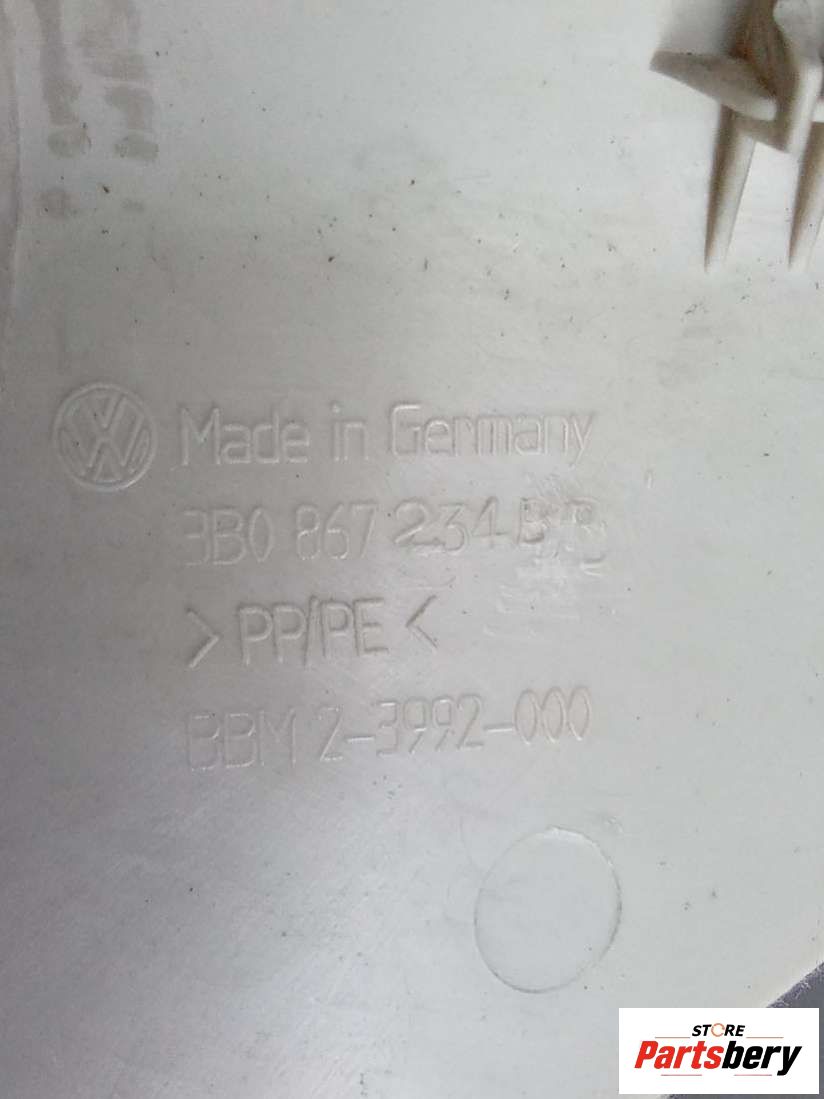 Made in Germany
3B0 867 234
>PP/PE<
BBM 2-3992-000
STORE
Partsbery